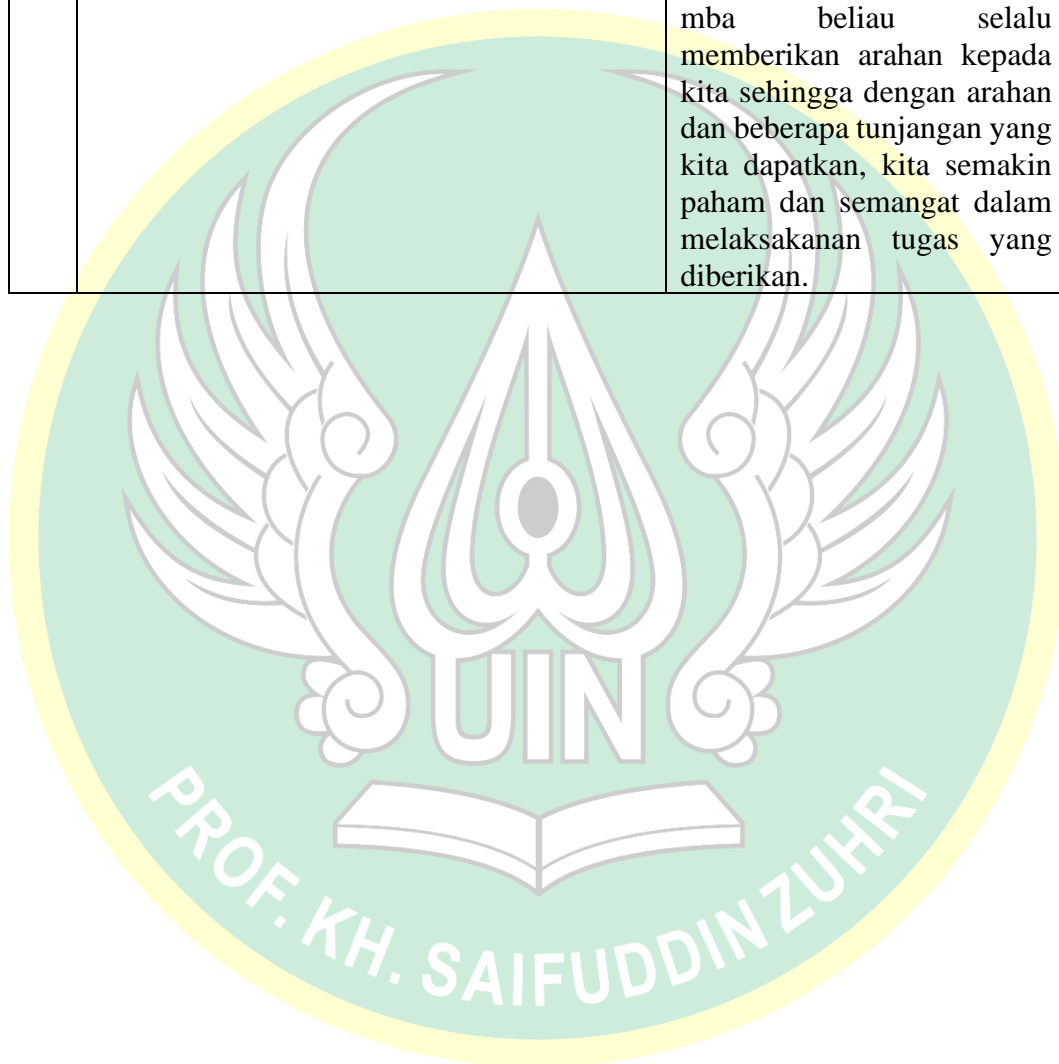 mba beliau selalu
memberikan arahan kepada
kita sehingga dengan arahan
dan beberapa tunjangan yang
kita dapatkan, kita semakin
paham dan semangat dalam
melaksakanan tugas yang
diberikan.
UIN
PROF. KH. SAIFUDDIN ZUHRI